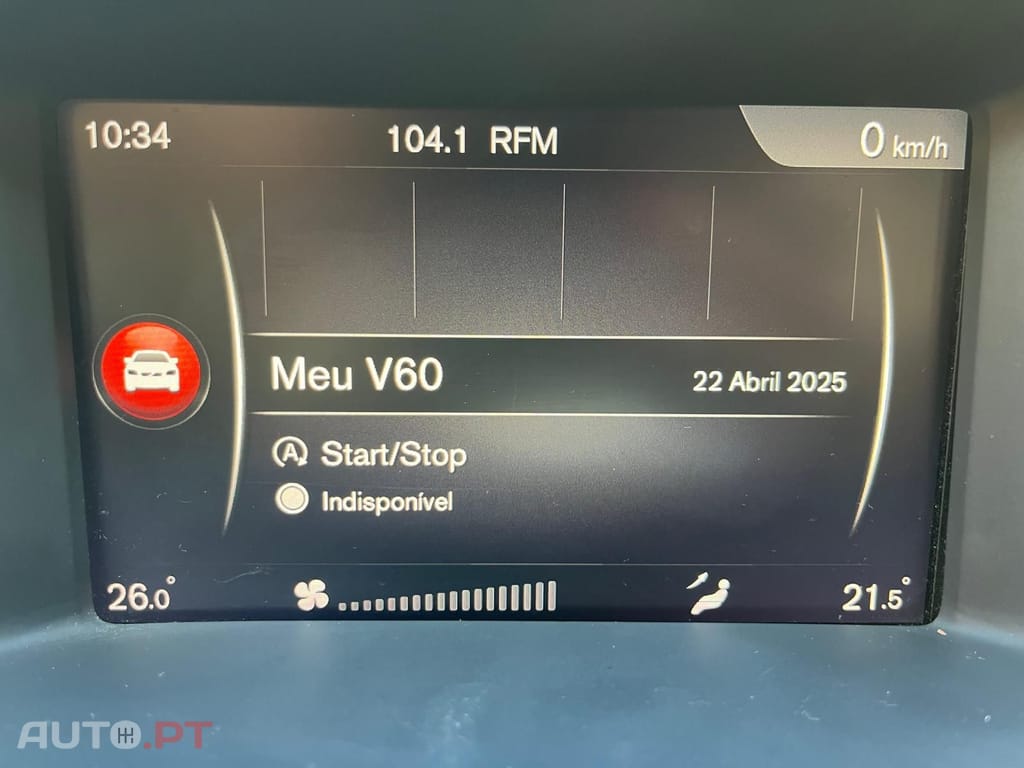 10:34
104.1 RFM
0 km/h
Meu V60
22 Abril 2025
A Start/Stop
Indisponível
26.0°
21.5°
AUTO.PT